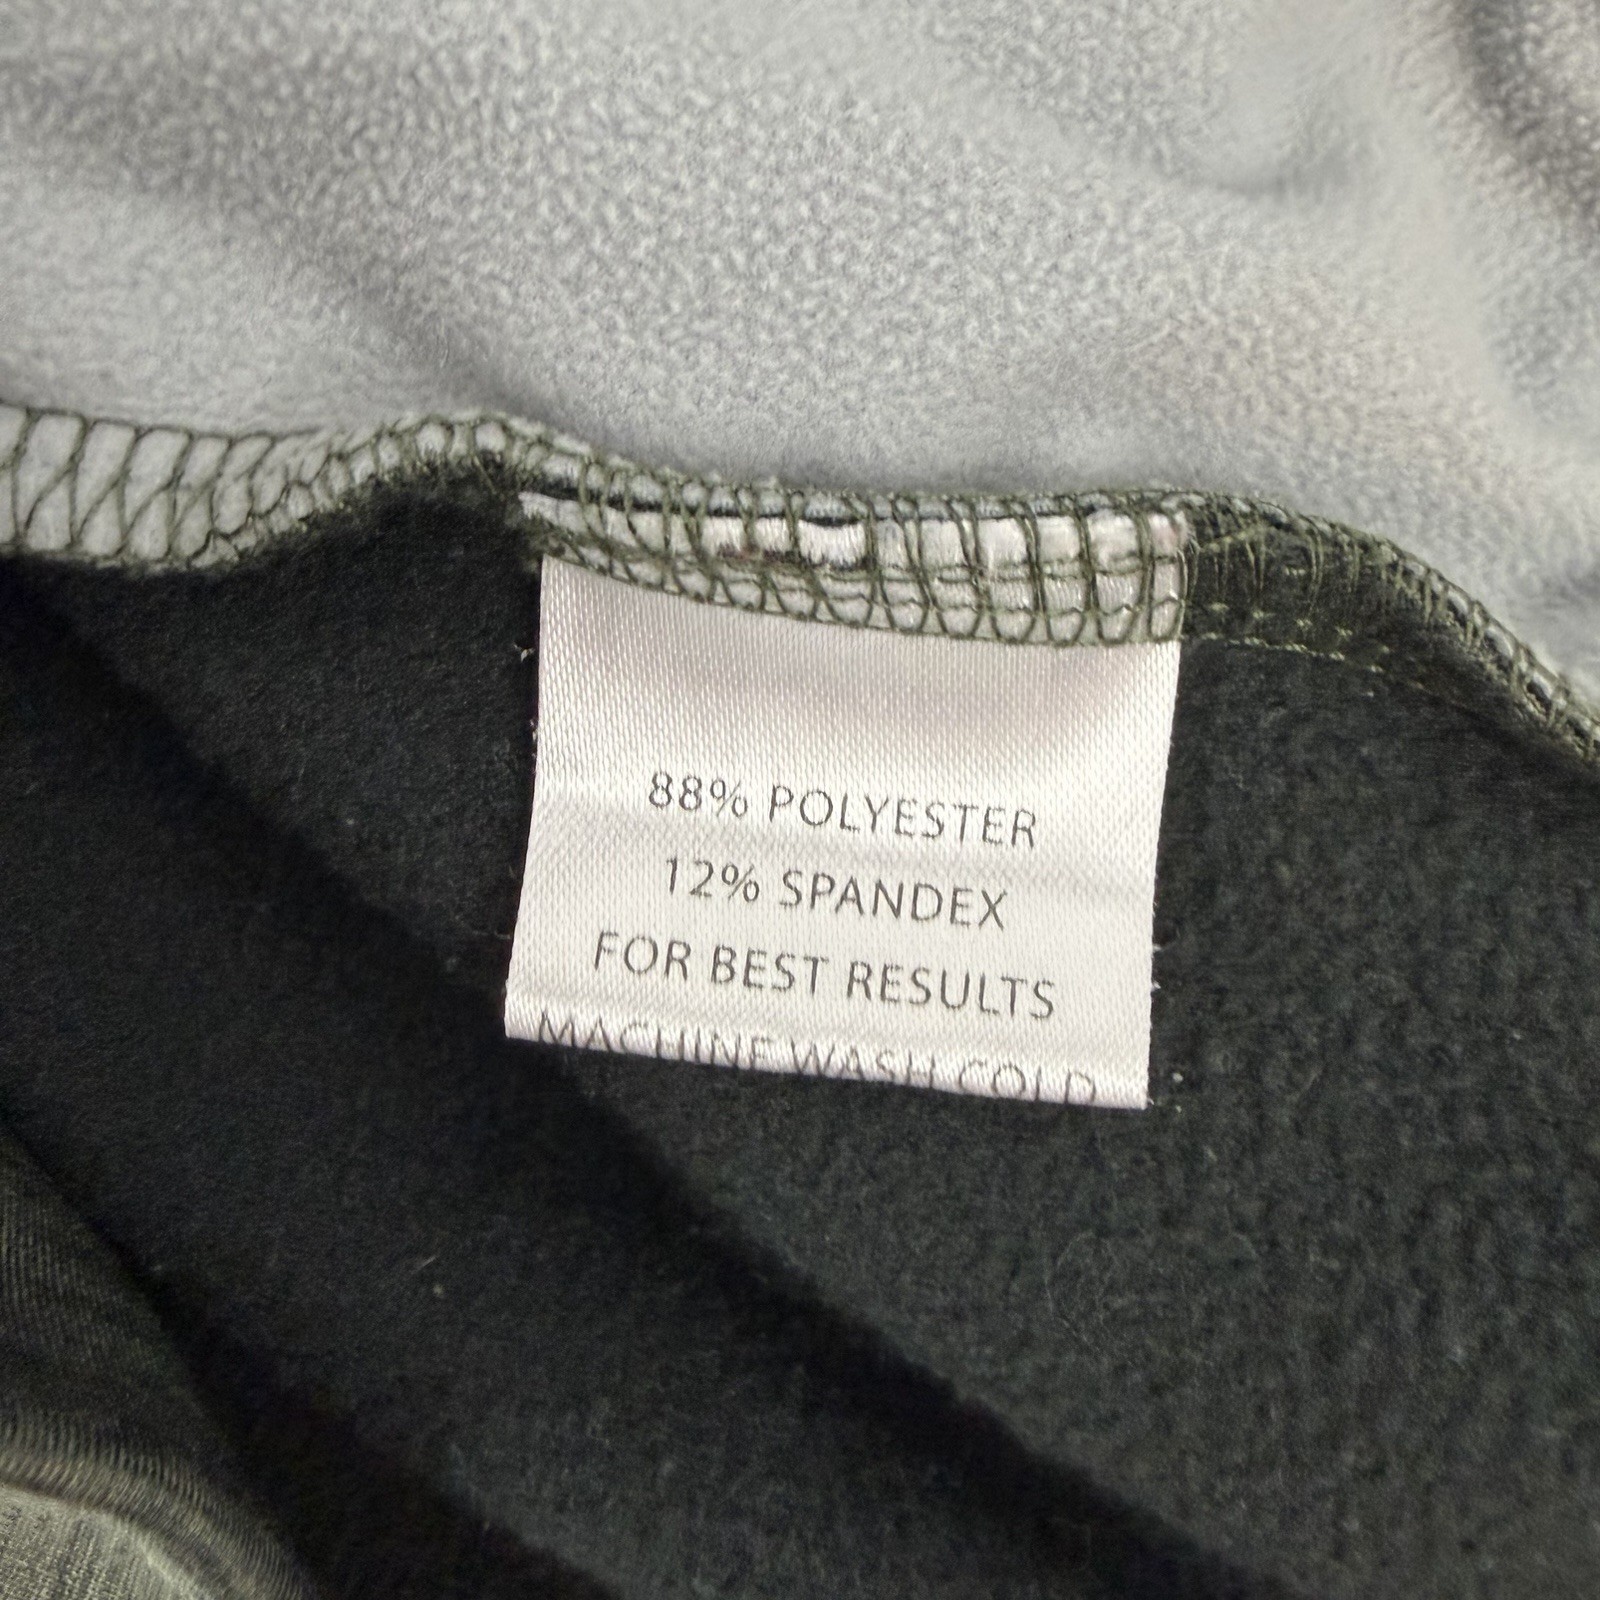 88% POLYESTER
12% SPANDEX
FOR BEST RESULTS
MACHINE WASH COLD